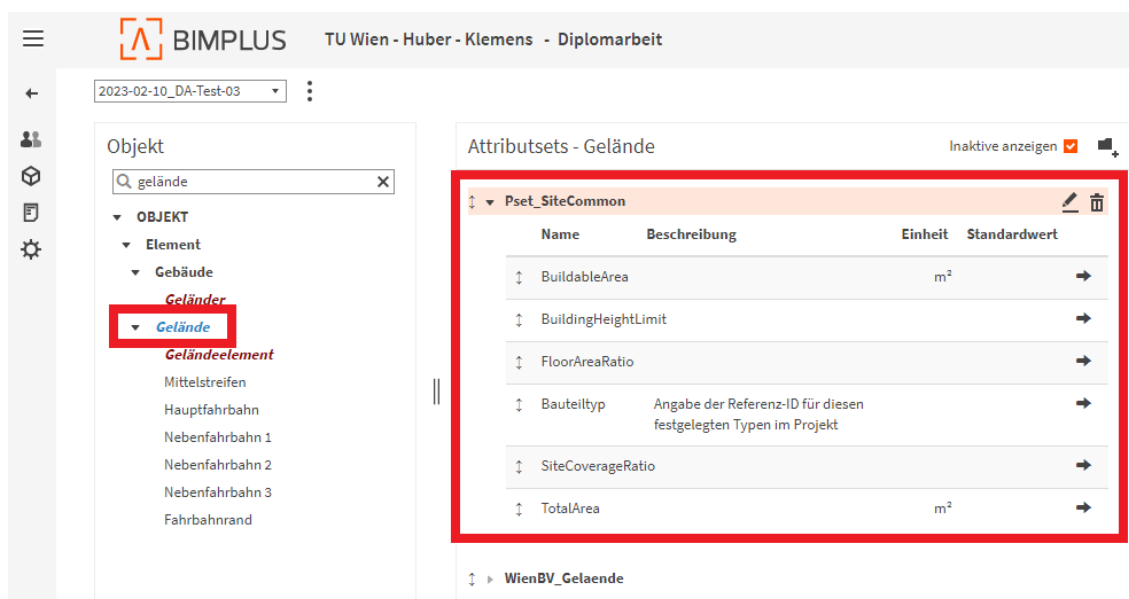 BIMPLUS TU Wien - Huber - Klemens - Diplomarbeit
2023-02-10_DA-Test-03
Objekt
gelände
OBJEKT
Element
Gebäude
Geländer
Gelände
Geländeelement
Mittelstreifen
Hauptfahrbahn
Nebenfahrbahn 1
Nebenfahrbahn 2
Nebenfahrbahn 3
Fahrbahnrand
Attributsets - Gelände Inaktive anzeigen
Pset_SiteCommon
Name Beschreibung Einheit Standardwert
BuildableArea m²
BuildingHeightLimit
FloorAreaRatio
Bauteiltyp Angabe der Referenz-ID für diesen
festgelegten Typen im Projekt
SiteCoverageRatio
TotalArea m²
WienBV_Gelaende